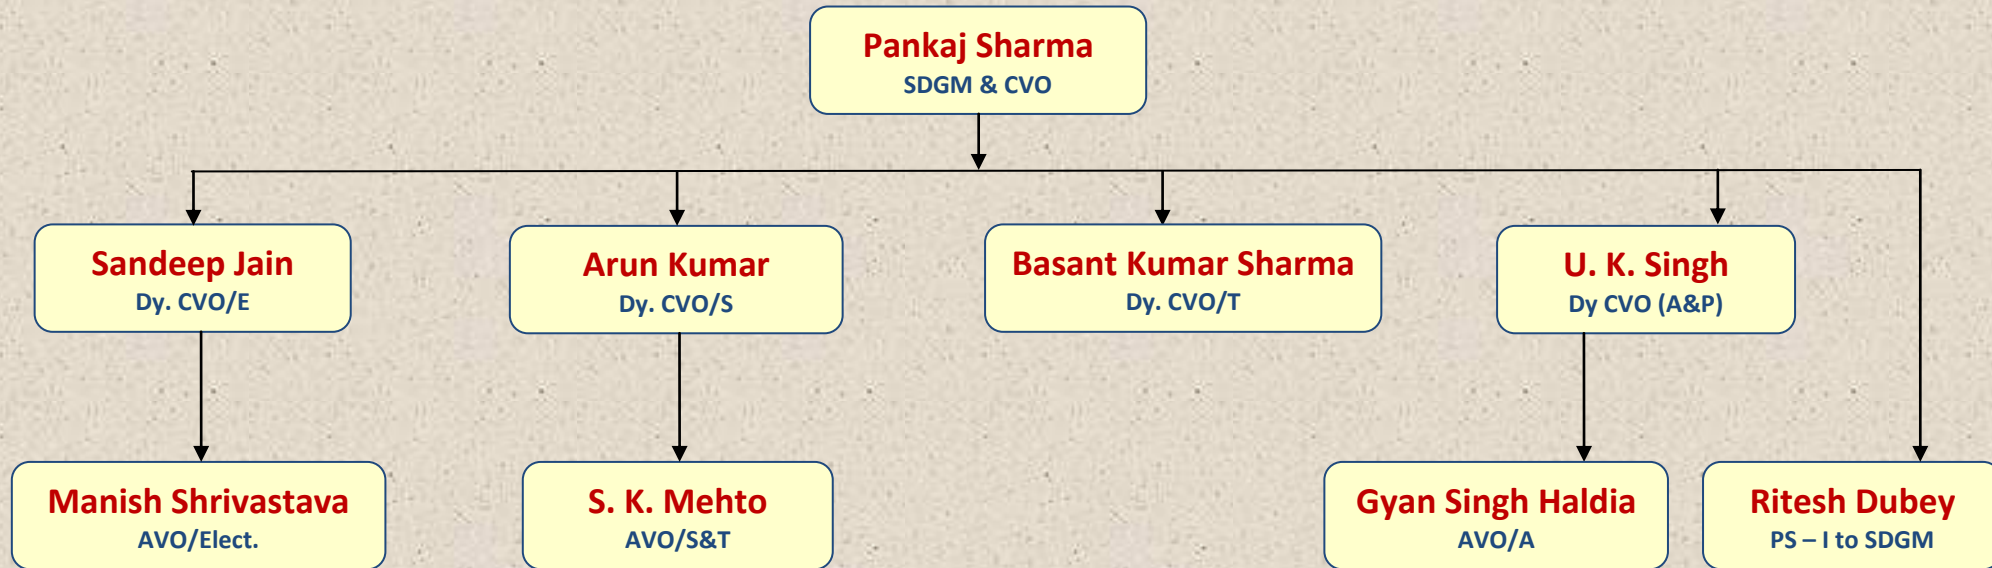 Pankaj Sharma
SDGM & CVO
Sandeep Jain
Dy. CVO/E
Arun Kumar
Dy. CVO/S
Basant Kumar Sharma
Dy. CVO/T
U. K. Singh
Dy CVO (A&P)
Manish Shrivastava
AVO/Elect.
S. K. Mehto
AVO/S&T
Gyan Singh Haldia
AVO/A
Ritesh Dubey
PS – I to SDGM